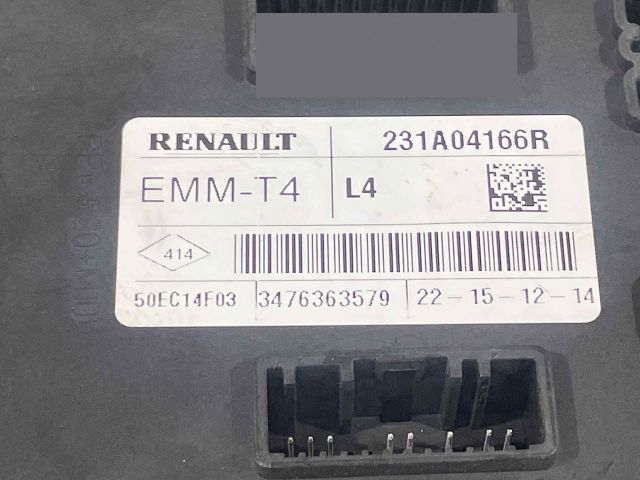 RENAULT 231A04166R
EMM-T4 L4
414
50EC14F03 3476363579 22-15-12-14